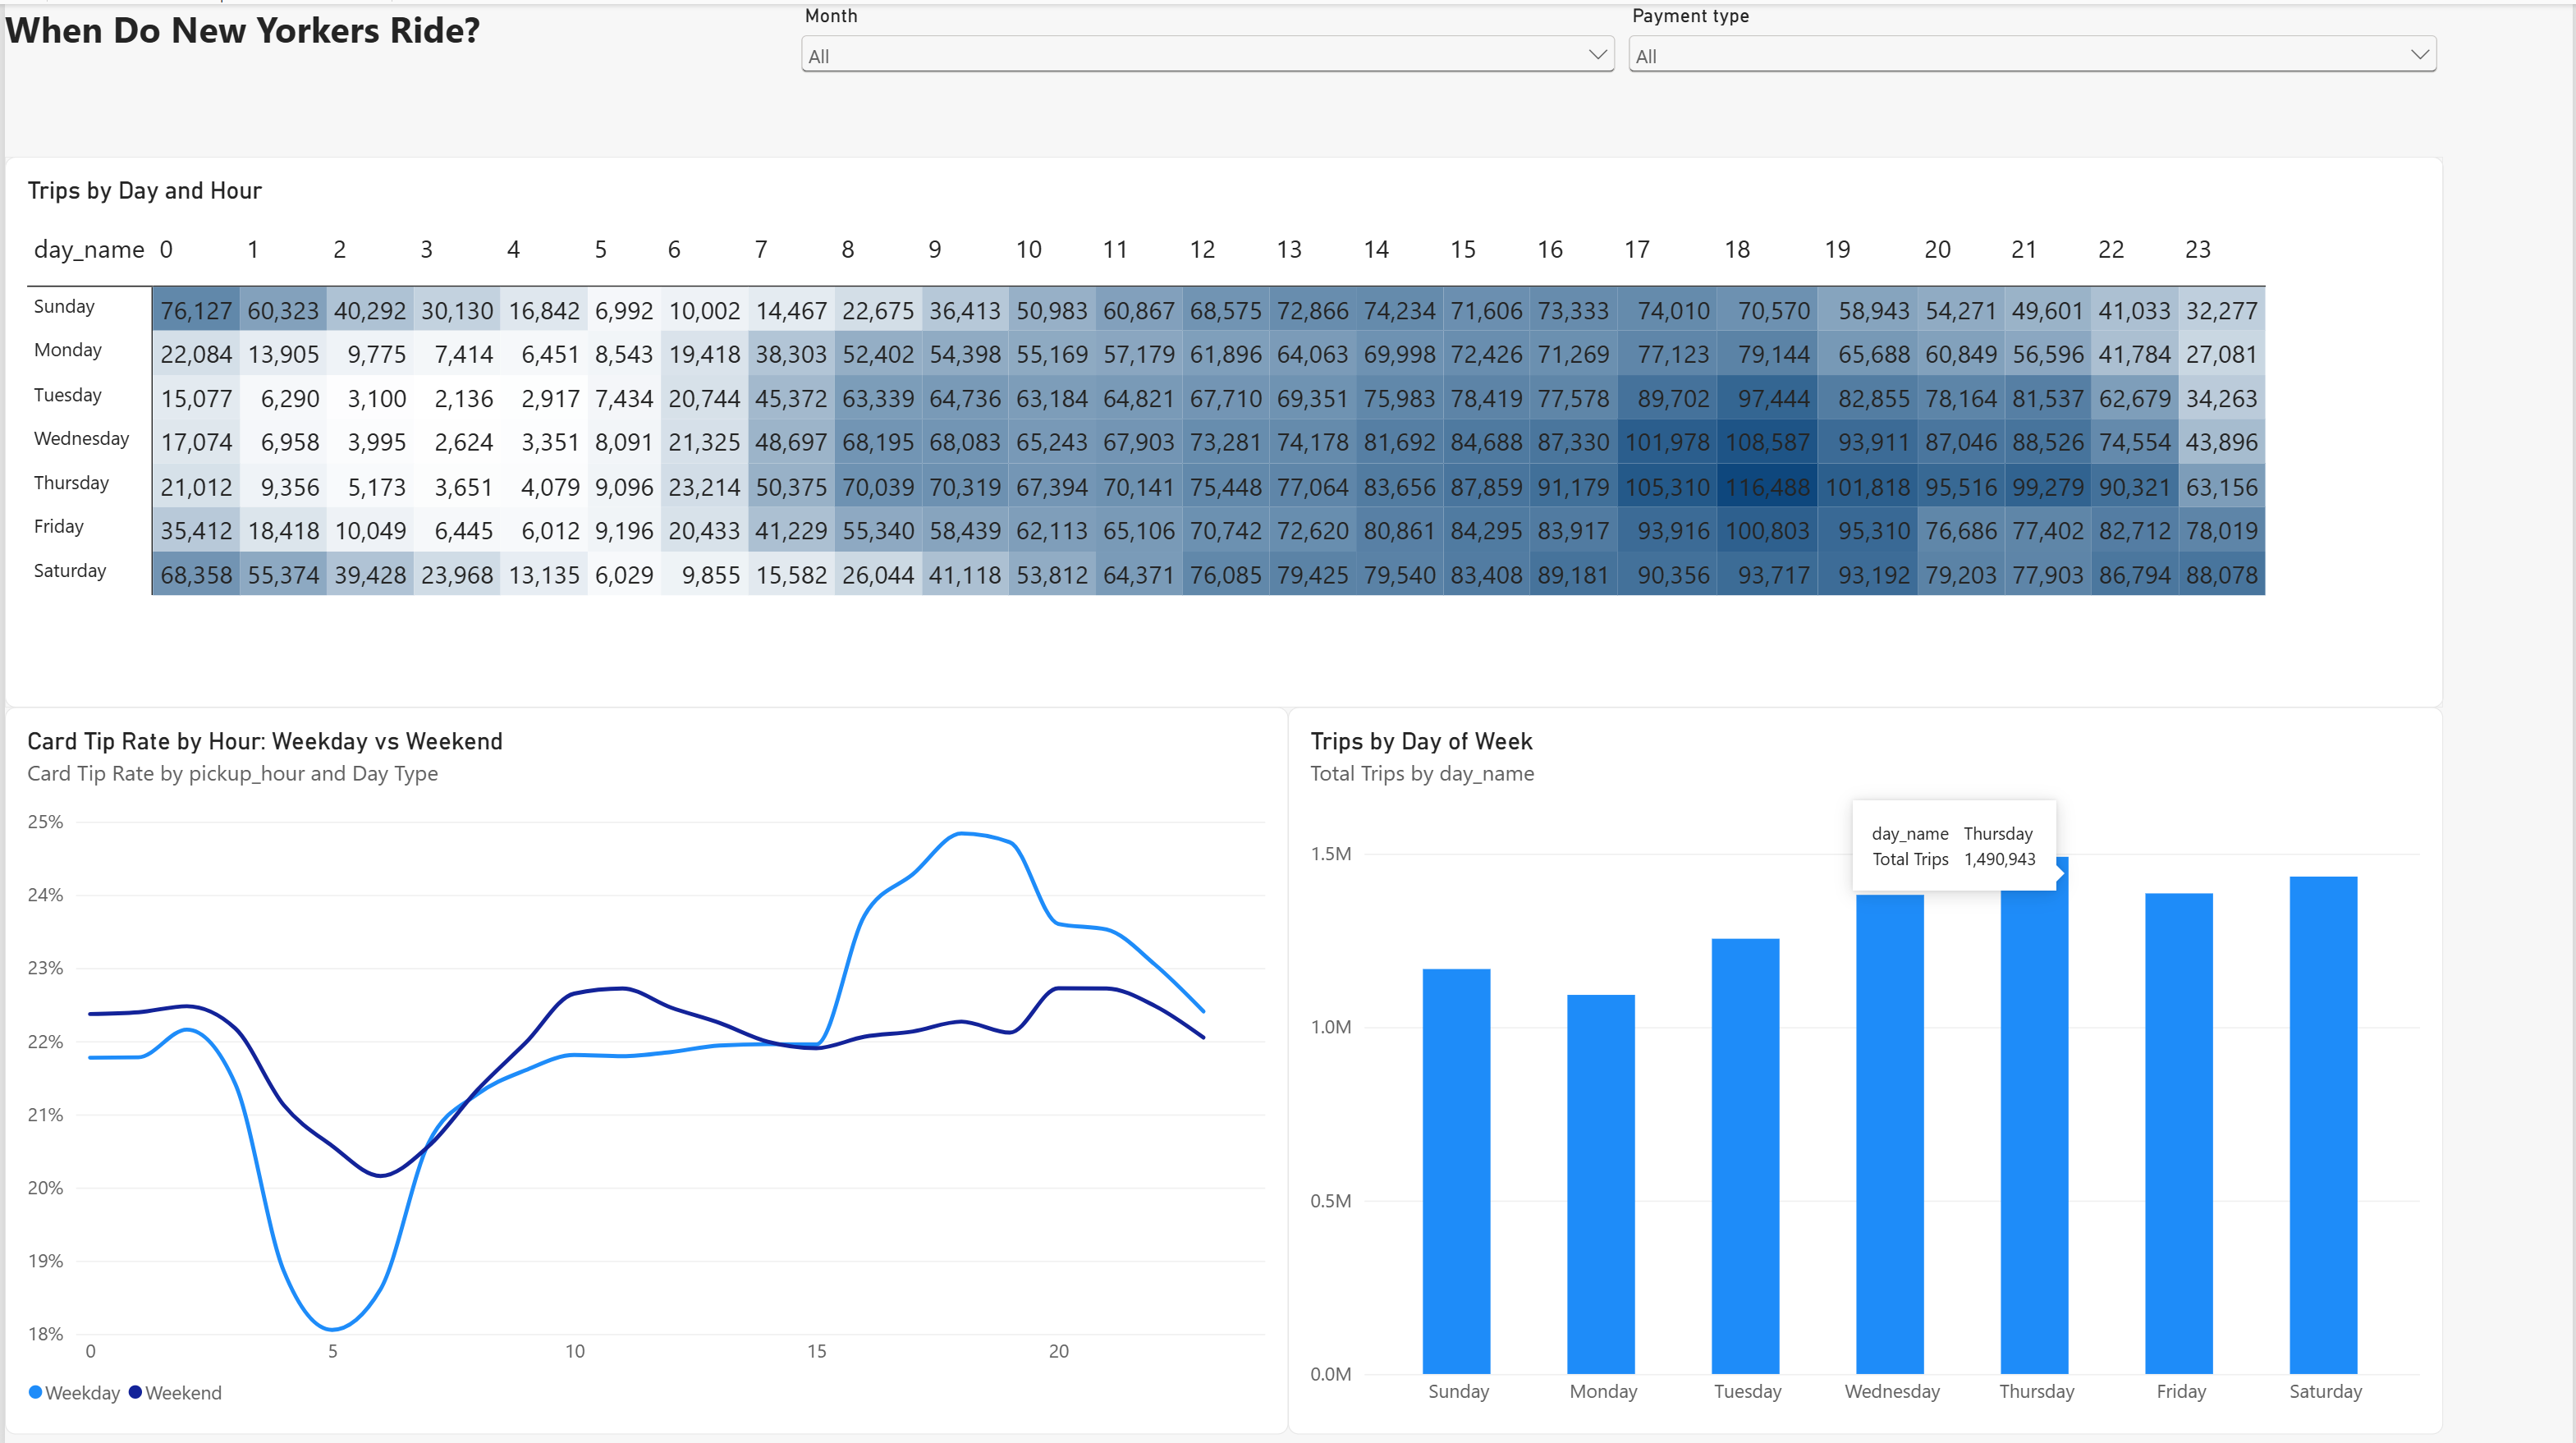 When Do New Yorkers Ride?
Month
Payment type
All
All
Trips by Day and Hour
day_name 0 1 2 3 4 5 6 7 8 9 10 11 12 13 14 15 16 17 18 19 20 21 22 23
Sunday 76,127 60,323 40,292 30,130 16,842 6,992 10,002 14,467 22,675 36,413 50,983 60,867 68,575 72,866 74,234 71,606 73,333 74,010 70,570 58,943 54,271 49,601 41,033 32,277
Monday 22,084 13,905 9,775 7,414 6,451 8,543 19,418 38,303 52,402 54,398 55,169 57,179 61,896 64,063 69,998 72,426 71,269 77,123 79,144 65,688 60,849 56,596 41,784 27,081
Tuesday 15,077 6,290 3,100 2,136 2,917 7,434 20,744 45,372 63,339 64,736 63,184 64,821 67,710 69,351 75,983 78,419 77,578 89,702 97,444 82,855 78,164 81,537 62,679 34,263
Wednesday 17,074 6,958 3,995 2,624 3,351 8,091 21,325 48,697 68,195 68,083 65,243 67,903 73,281 74,178 81,692 84,688 87,330 101,978 108,587 93,911 87,046 88,526 74,554 43,896
Thursday 21,012 9,356 5,173 3,651 4,079 9,096 23,214 50,375 70,039 70,319 67,394 70,141 75,448 77,064 83,656 87,859 91,179 105,310 116,488 101,818 95,516 99,279 90,321 63,156
Friday 35,412 18,418 10,049 6,445 6,012 9,196 20,433 41,229 55,340 58,439 62,113 65,106 70,742 72,620 80,861 84,295 83,917 93,916 100,803 95,310 76,686 77,402 82,712 78,019
Saturday 68,358 55,374 39,428 23,968 13,135 6,029 9,855 15,582 26,044 41,118 53,812 64,371 76,085 79,425 79,540 83,408 89,181 90,356 93,717 93,192 79,203 77,903 86,794 88,078
Card Tip Rate by Hour: Weekday vs Weekend
Card Tip Rate by pickup_hour and Day Type
25%
24%
23%
22%
21%
20%
19%
18%
0 5 10 15 20
Weekday Weekend
Trips by Day of Week
Total Trips by day_name
day_name Thursday
Total Trips 1,490,943
1.5M
1.0M
0.5M
0.0M
Sunday Monday Tuesday Wednesday Thursday Friday Saturday